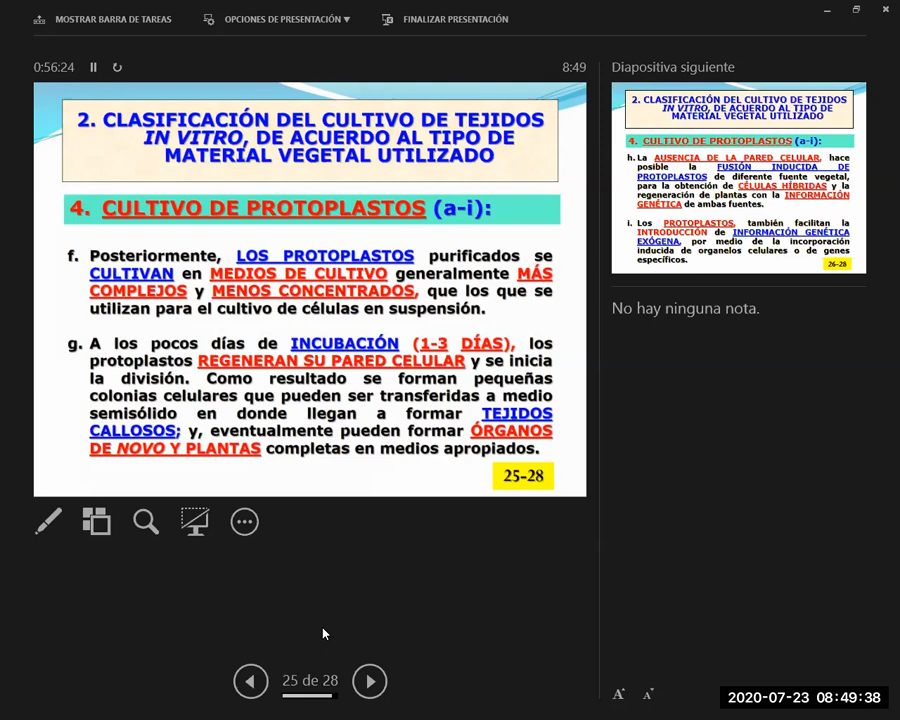 MOSTRAR BARRA DE TAREAS
OPCIONES DE PRESENTACIÓN ▼
FINALIZAR PRESENTACIÓN
0:56:24
8:49
2. CLASIFICACIÓN DEL CULTIVO DE TEJIDOS
IN VITRO, DE ACUERDO AL TIPO DE
MATERIAL VEGETAL UTILIZADO
4. CULTIVO DE PROTOPLASTOS (a-i):
f. Posteriormente, LOS PROTOPLASTOS purificados se
CULTIVAN en MEDIOS DE CULTIVO generalmente MÁS
COMPLEJOS y MENOS CONCENTRADOS, que los que se
utilizan para el cultivo de células en suspensión.
g. A los pocos días de INCUBACIÓN (1-3 DÍAS), los
protoplastos REGENERAN SU PARED CELULAR y se inicia
la división. Como resultado se forman pequeñas
colonias celulares que pueden ser transferidas a medio
semisólido en donde llegan a formar TEJIDOS
CALLOSOS; y, eventualmente pueden formar ÓRGANOS
DE NOVO Y PLANTAS completas en medios apropiados.
25-28
Diapositiva siguiente
2. CLASIFICACIÓN DEL CULTIVO DE TEJIDOS
IN VITRO, DE ACUERDO AL TIPO DE
MATERIAL VEGETAL UTILIZADO
4. CULTIVO DE PROTOPLASTOS (a-i):
h. La AUSENCIA DE LA PARED CELULAR, hace
posible la FUSIÓN INDUCIDA DE
PROTOPLASTOS de diferente fuente vegetal,
para la obtención de CÉLULAS HÍBRIDAS y la
regeneración de plantas con la INFORMACIÓN
GENÉTICA de ambas fuentes.
i. Los PROTOPLASTOS, también facilitan la
INTRODUCCIÓN de INFORMACIÓN GENÉTICA
EXÓGENA, por medio de la incorporación
inducida de organelos celulares o de genes
específicos.
26-28
No hay ninguna nota.
25 de 28
A A
2020-07-23 08:49:38